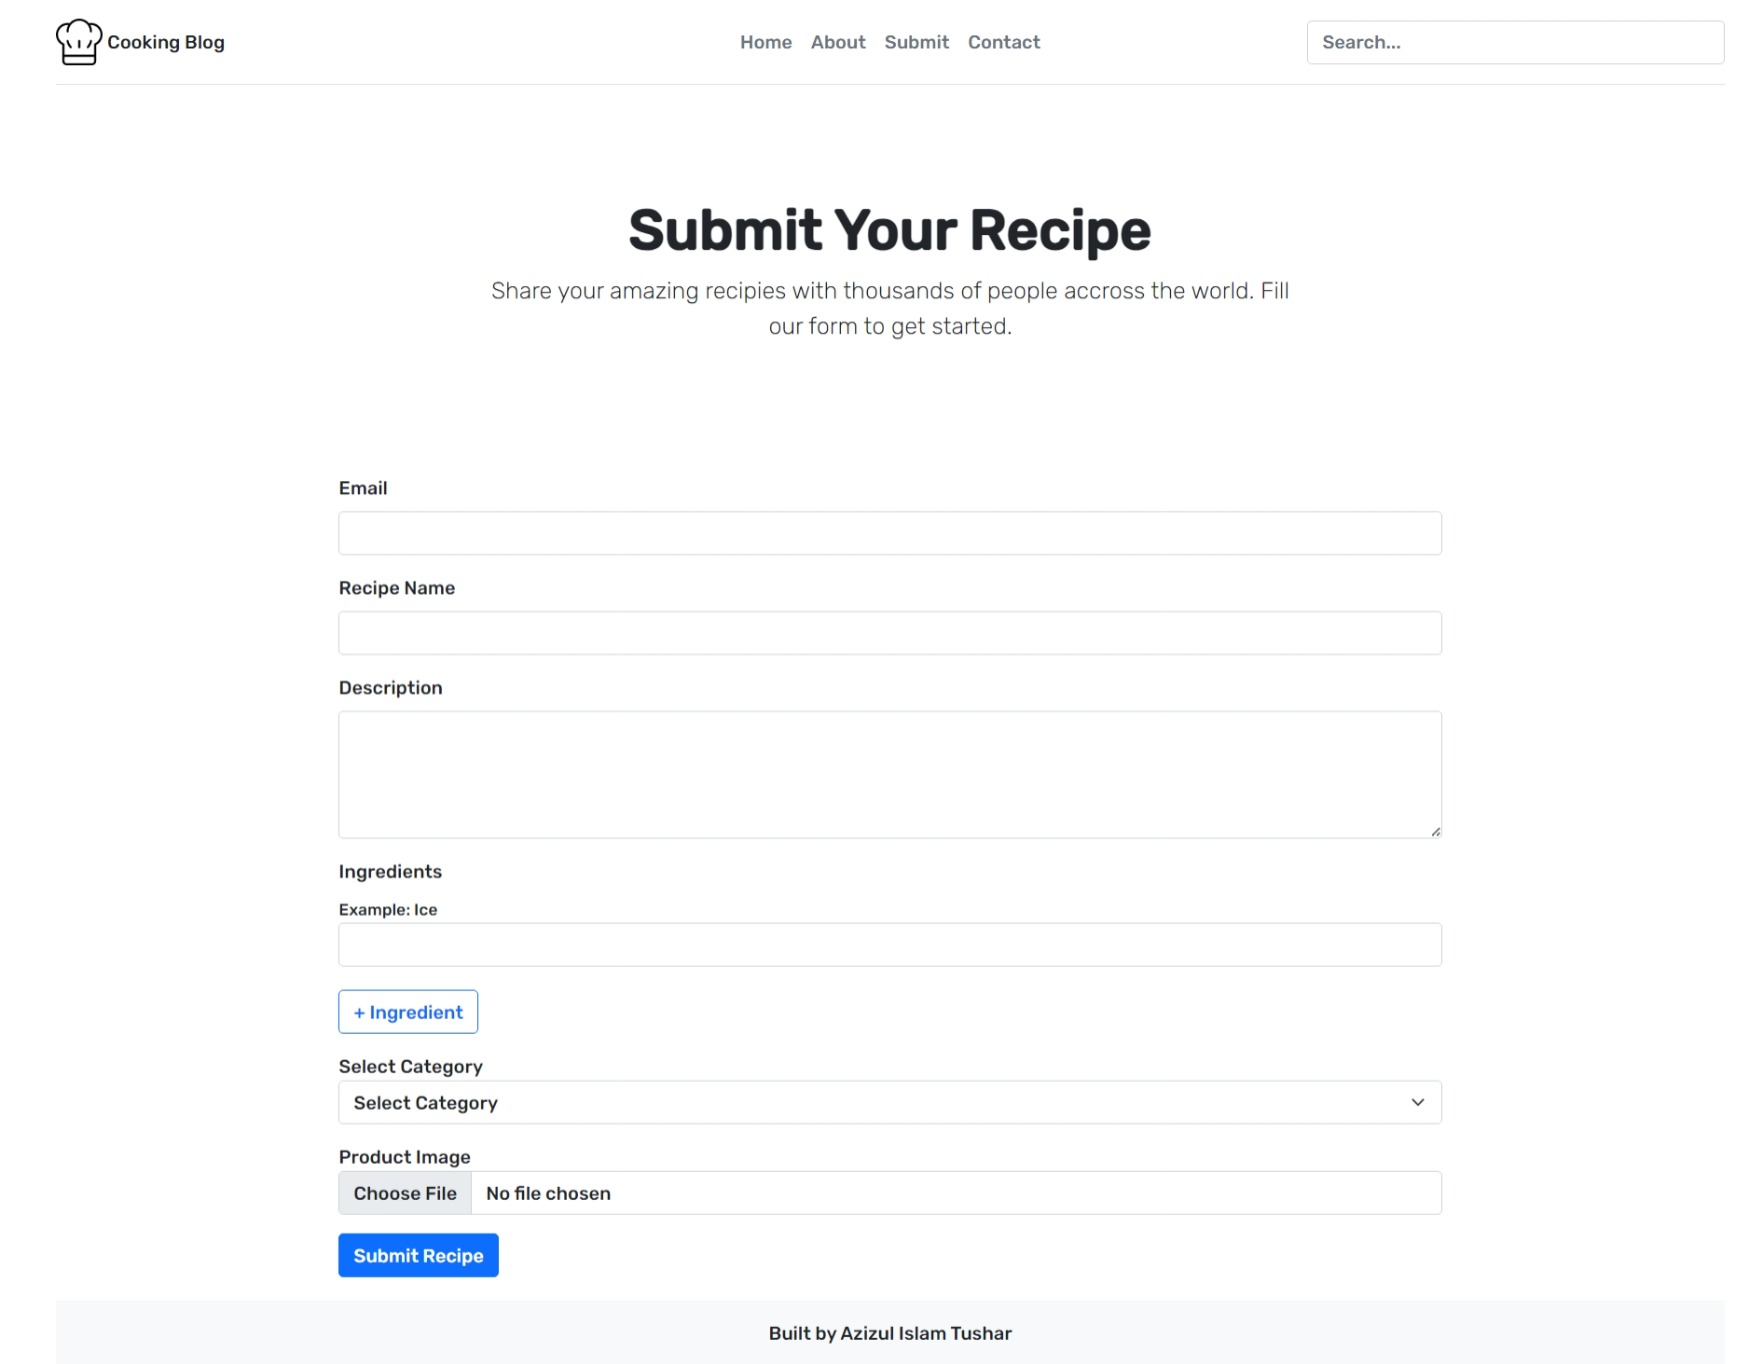 Cooking Blog
Home About Submit Contact
Search...
Submit Your Recipe
Share your amazing recipies with thousands of people accross the world. Fill
our form to get started.
Email
Recipe Name
Description
Ingredients
Example: Ice
+ Ingredient
Select Category
Select Category
Product Image
Choose File No file chosen
Submit Recipe
Built by Azizul Islam Tushar